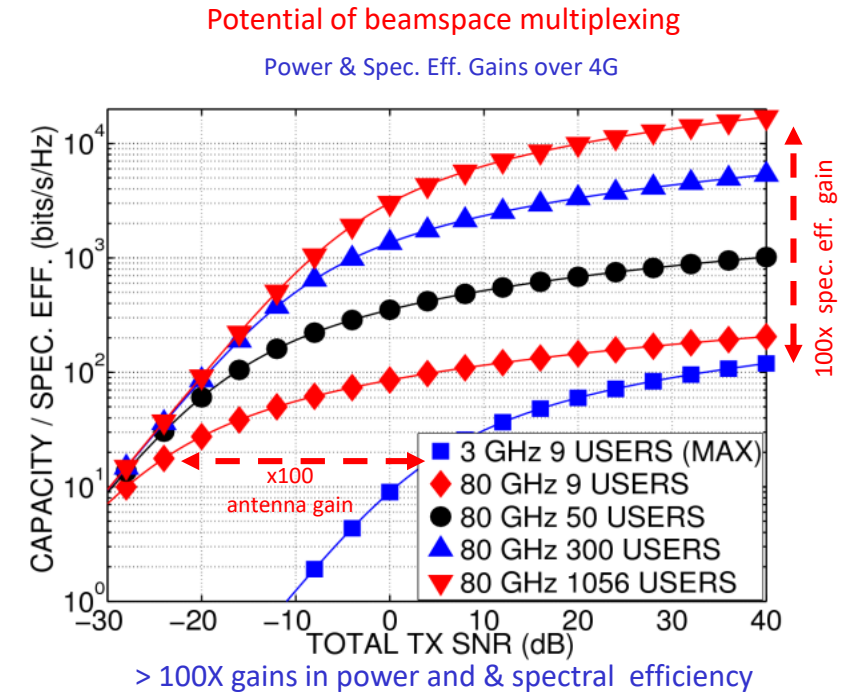 Potential of beamspace multiplexing
Power & Spec. Eff. Gains over 4G
CAPACITY / SPEC. EFF. (bits/s/Hz)
10^4
10^3
10^2
10^1
10^0
100x spec. eff. gain
x100
antenna gain
3 GHz 9 USERS (MAX)
80 GHz 9 USERS
80 GHz 50 USERS
80 GHz 300 USERS
80 GHz 1056 USERS
−30 −20 −10 0 10 20 30 40
TOTAL TX SNR (dB)
> 100X gains in power and & spectral efficiency